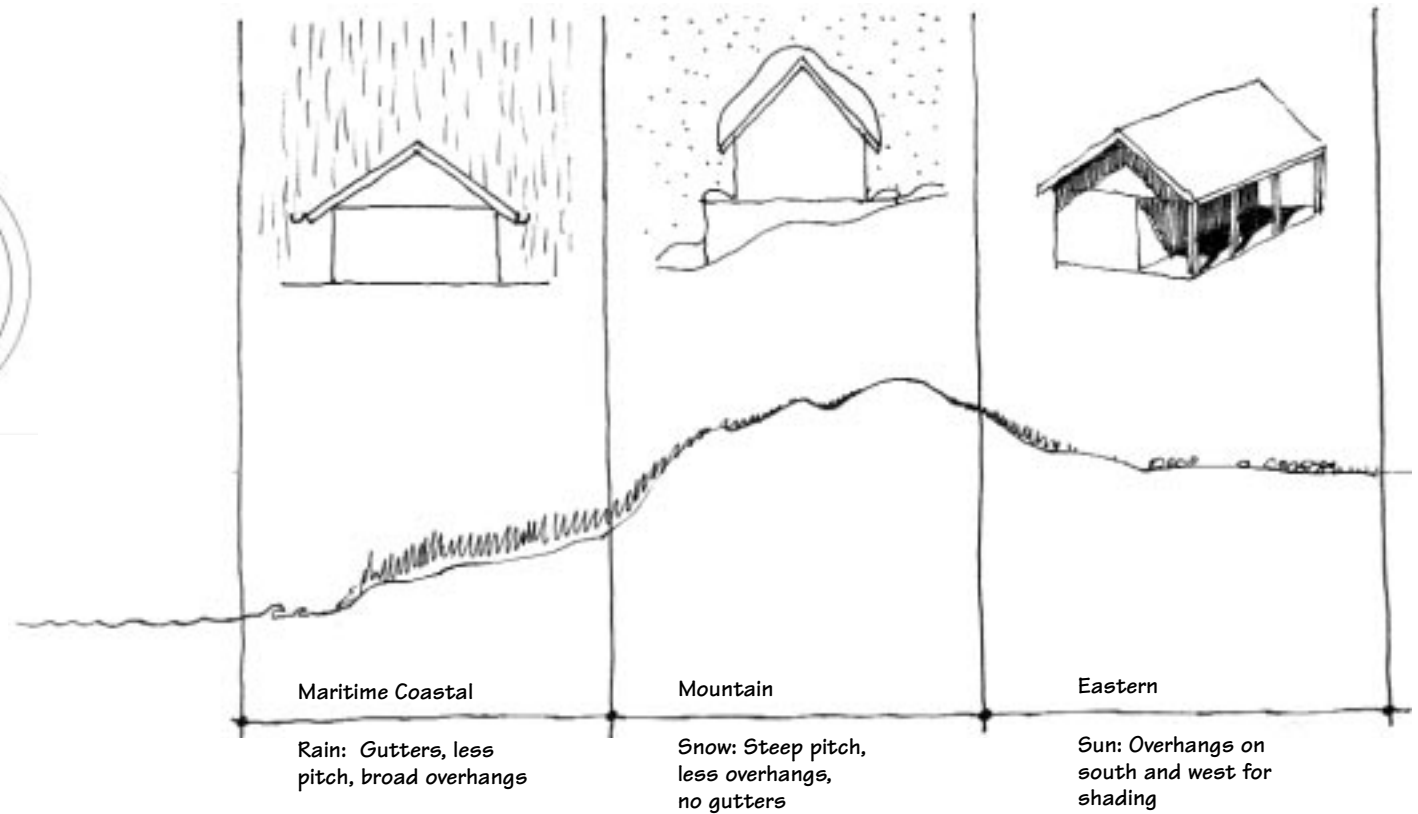 Maritime Coastal
Rain: Gutters, less
pitch, broad overhangs
Mountain
Snow: Steep pitch,
less overhangs,
no gutters
Eastern
Sun: Overhangs on
south and west for
shading